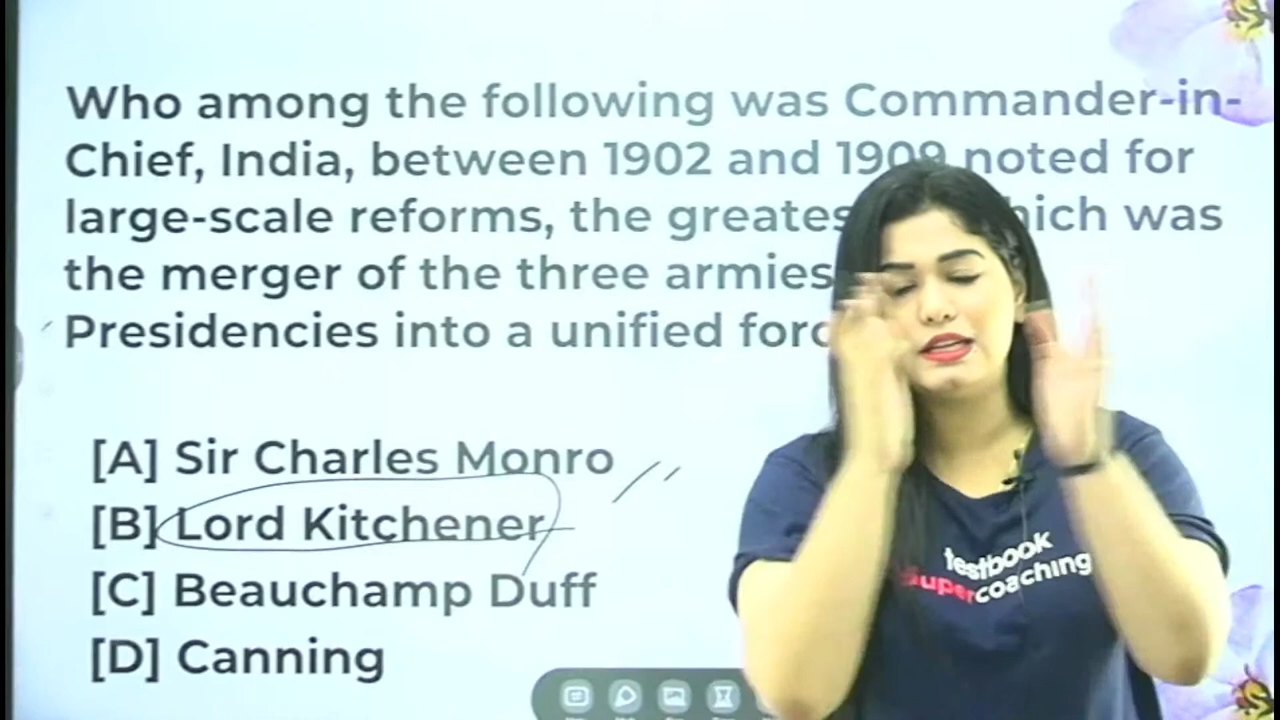 Who among the following was Commander-in-
Chief, India, between 1902 and 1909 noted for
large-scale reforms, the greates hich was
the merger of the three armies
Presidencies into a unified forc
[A] Sir Charles Monro
[B] Lord Kitchener
[C] Beauchamp Duff
[D] Canning
testbook
supercoaching